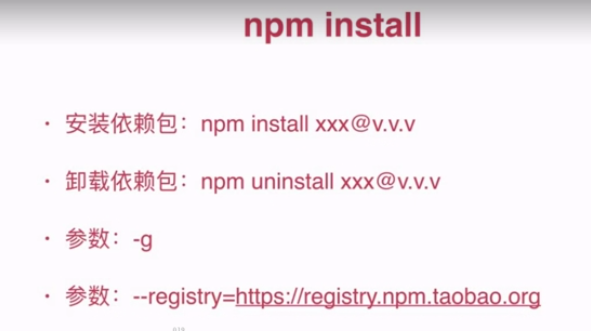 npm install
· 安装依赖包：npm install xxx@v.v.v
· 卸载依赖包：npm uninstall xxx@v.v.v
· 参数：-g
· 参数：--registry=https://registry.npm.taobao.org